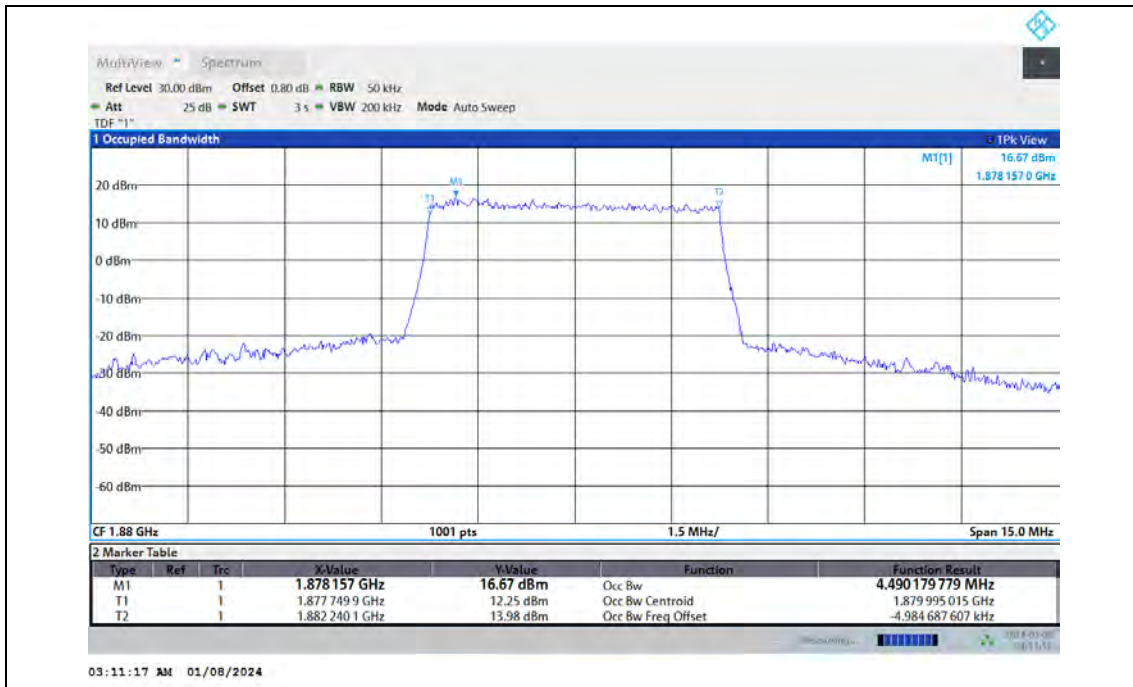 MultiView Spectrum
Ref Level 30.00 dBm Offset 0.80 dB RBW 50 kHz
Att 25 dB SWT 3 s VBW 200 kHz Mode Auto Sweep
TDF "1"
1 Occupied Bandwidth 1Pk View
M1[1] 16.67 dBm
1.878 157 0 GHz
20 dBm
M1
T1
T2
10 dBm
0 dBm
-10 dBm
-20 dBm
-30 dBm
-40 dBm
-50 dBm
-60 dBm
CF 1.88 GHz 1001 pts 1.5 MHz/ Span 15.0 MHz
2 Marker Table
Type Ref Trc X-Value Y-Value Function Function Result
M1 1 1.878157 GHz 16.67 dBm Occ Bw 4.490 179 779 MHz
T1 1 1.877 749 9 GHz 12.25 dBm Occ Bw Centroid 1.879 995 015 GHz
T2 1 1.882 240 1 GHz 13.98 dBm Occ Bw Freq Offset -4.984 687 607 kHz
Measuring...
03:11:17 AM 01/08/2024